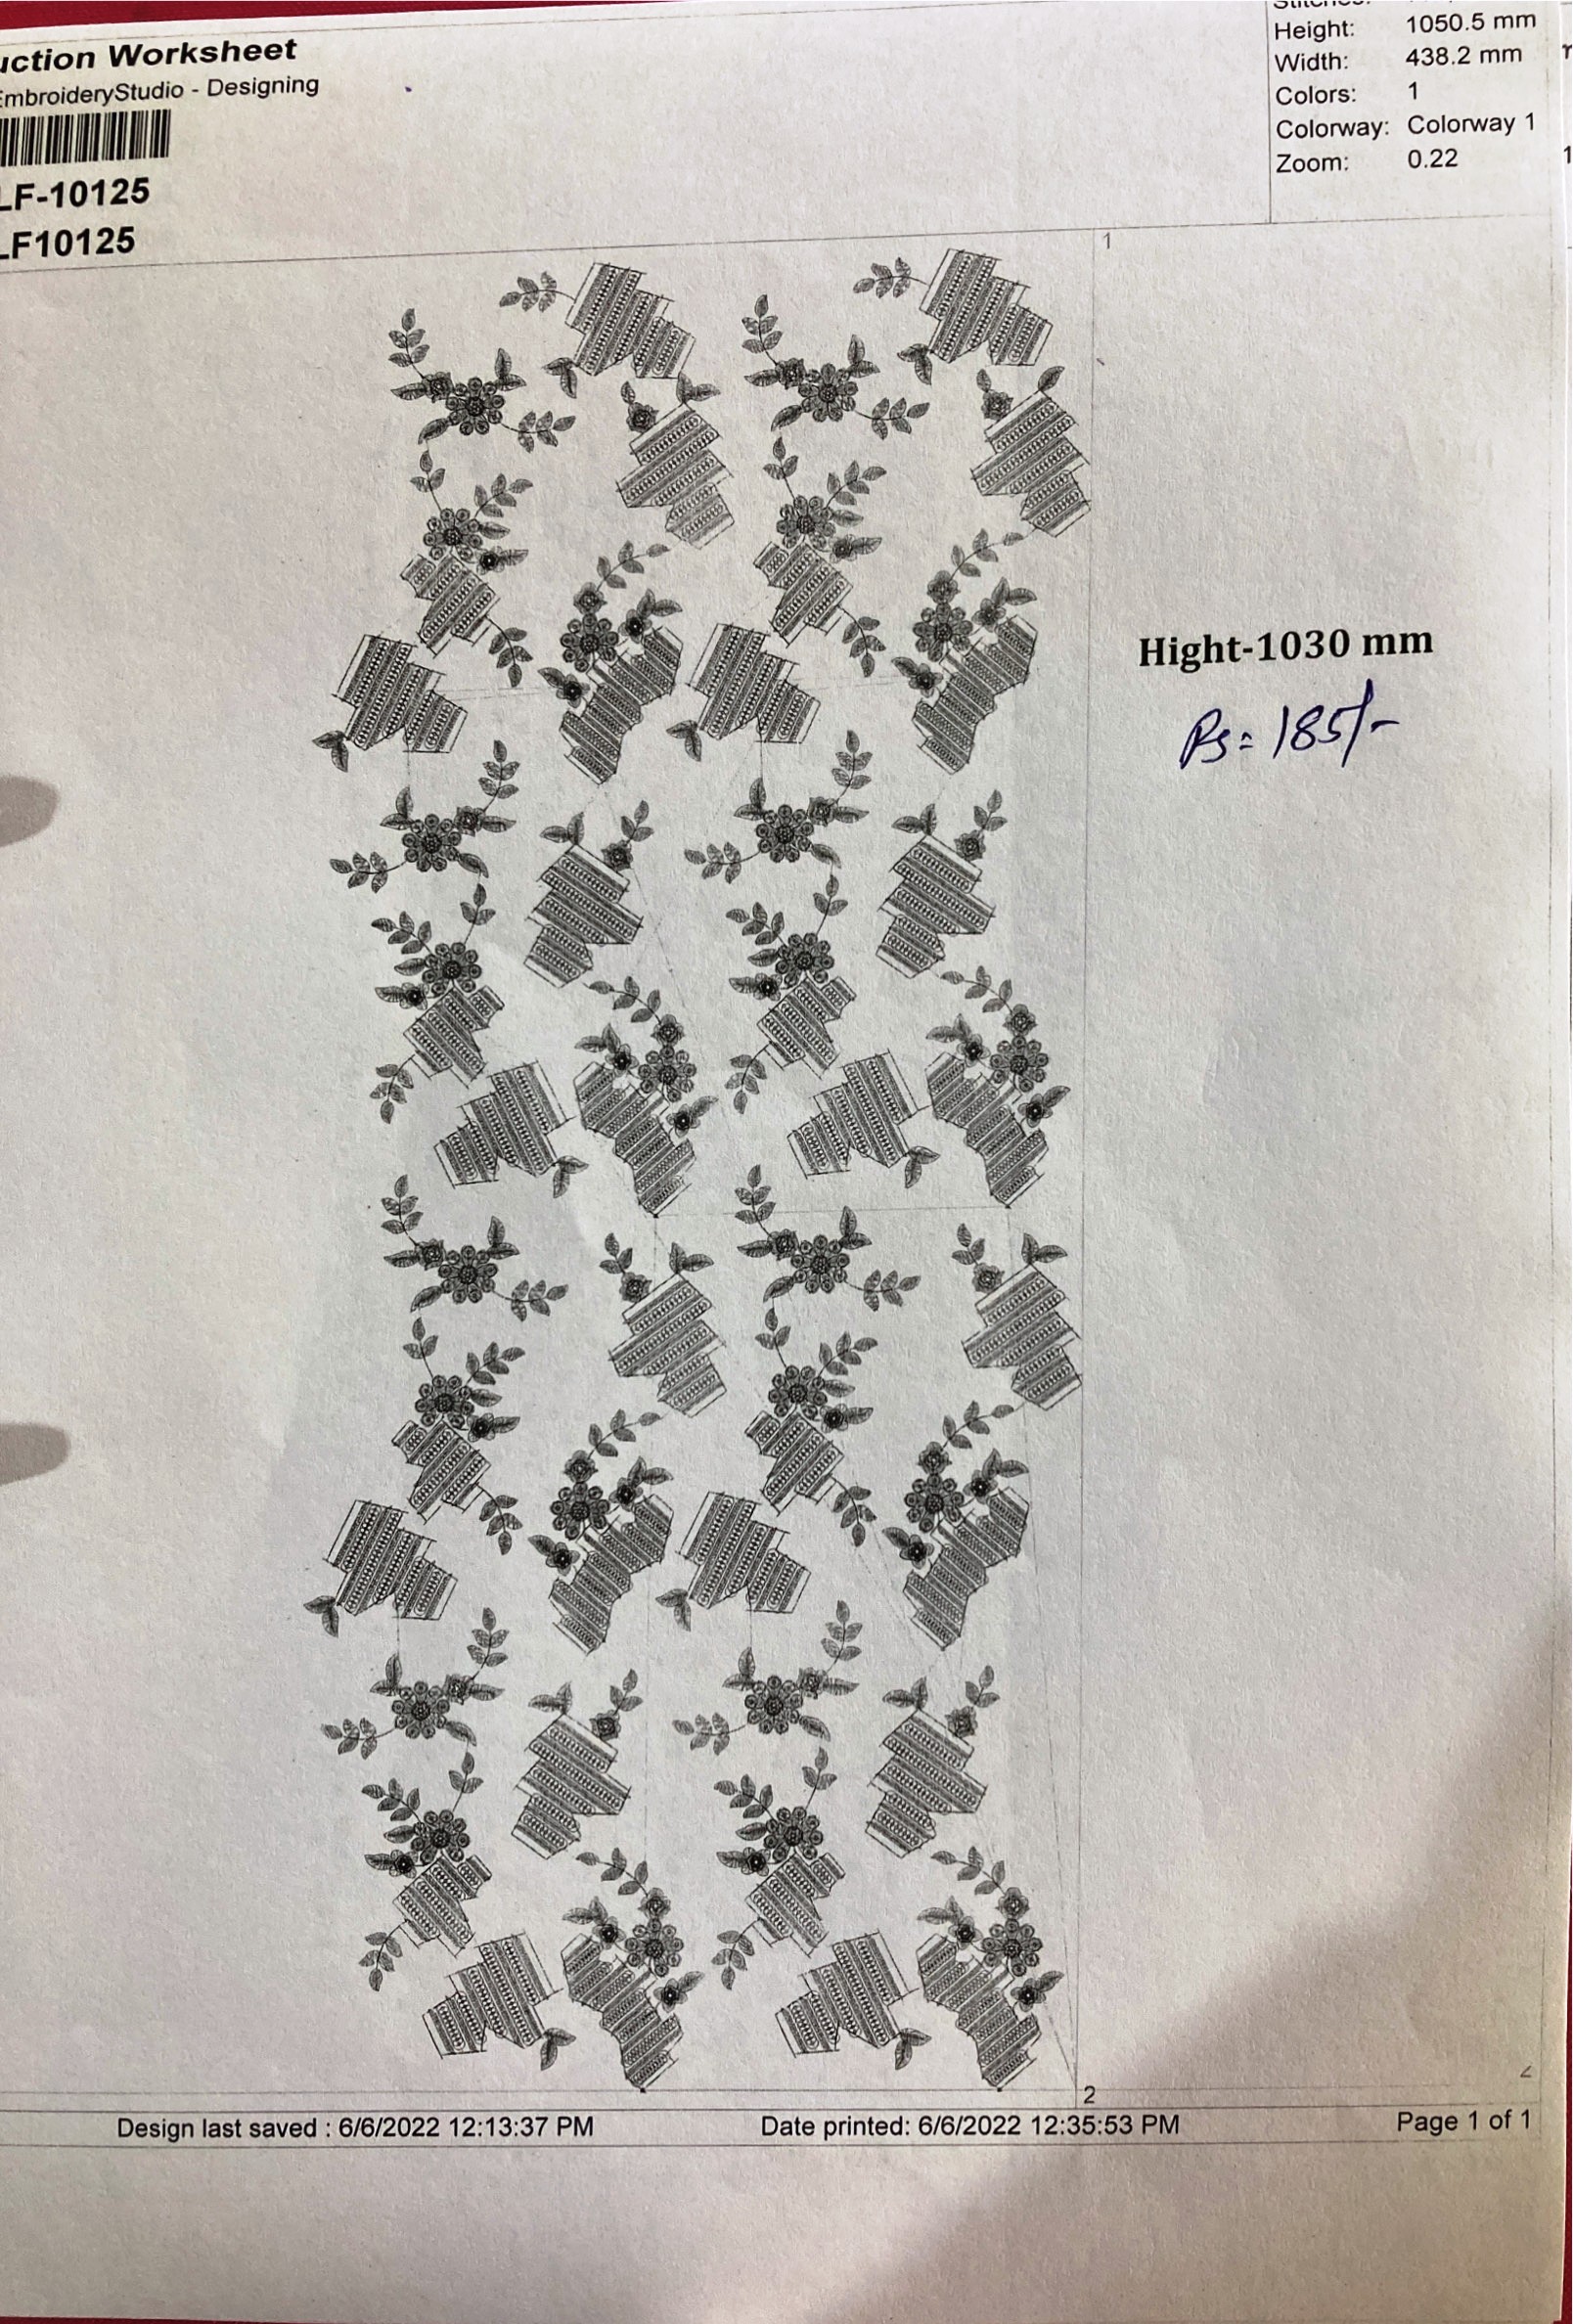 uction Worksheet
EmbroideryStudio - Designing
LF-10125
LF10125
Stitches:
Height: 1050.5 mm
Width: 438.2 mm
Colors: 1
Colorway: Colorway 1
Zoom: 0.22
1
Hight-1030 mm
Rs = 185/-
2
Design last saved : 6/6/2022 12:13:37 PM Date printed: 6/6/2022 12:35:53 PM Page 1 of 1